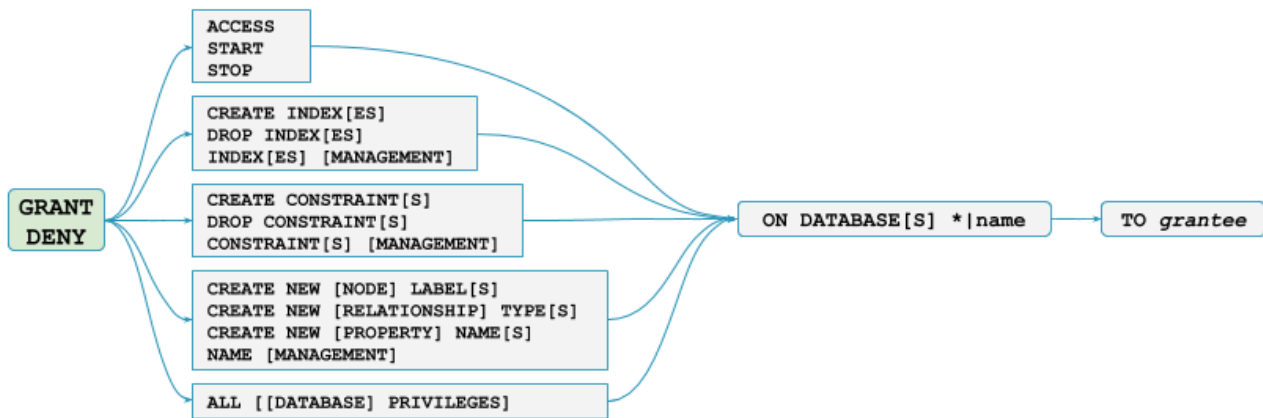 GRANT
DENY
ACCESS
START
STOP
CREATE INDEX[ES]
DROP INDEX[ES]
INDEX[ES] [MANAGEMENT]
CREATE CONSTRAINT[S]
DROP CONSTRAINT[S]
CONSTRAINT[S] [MANAGEMENT]
CREATE NEW [NODE] LABEL[S]
CREATE NEW [RELATIONSHIP] TYPE[S]
CREATE NEW [PROPERTY] NAME[S]
NAME [MANAGEMENT]
ALL [[DATABASE] PRIVILEGES]
ON DATABASE[S] *|name
TO grantee